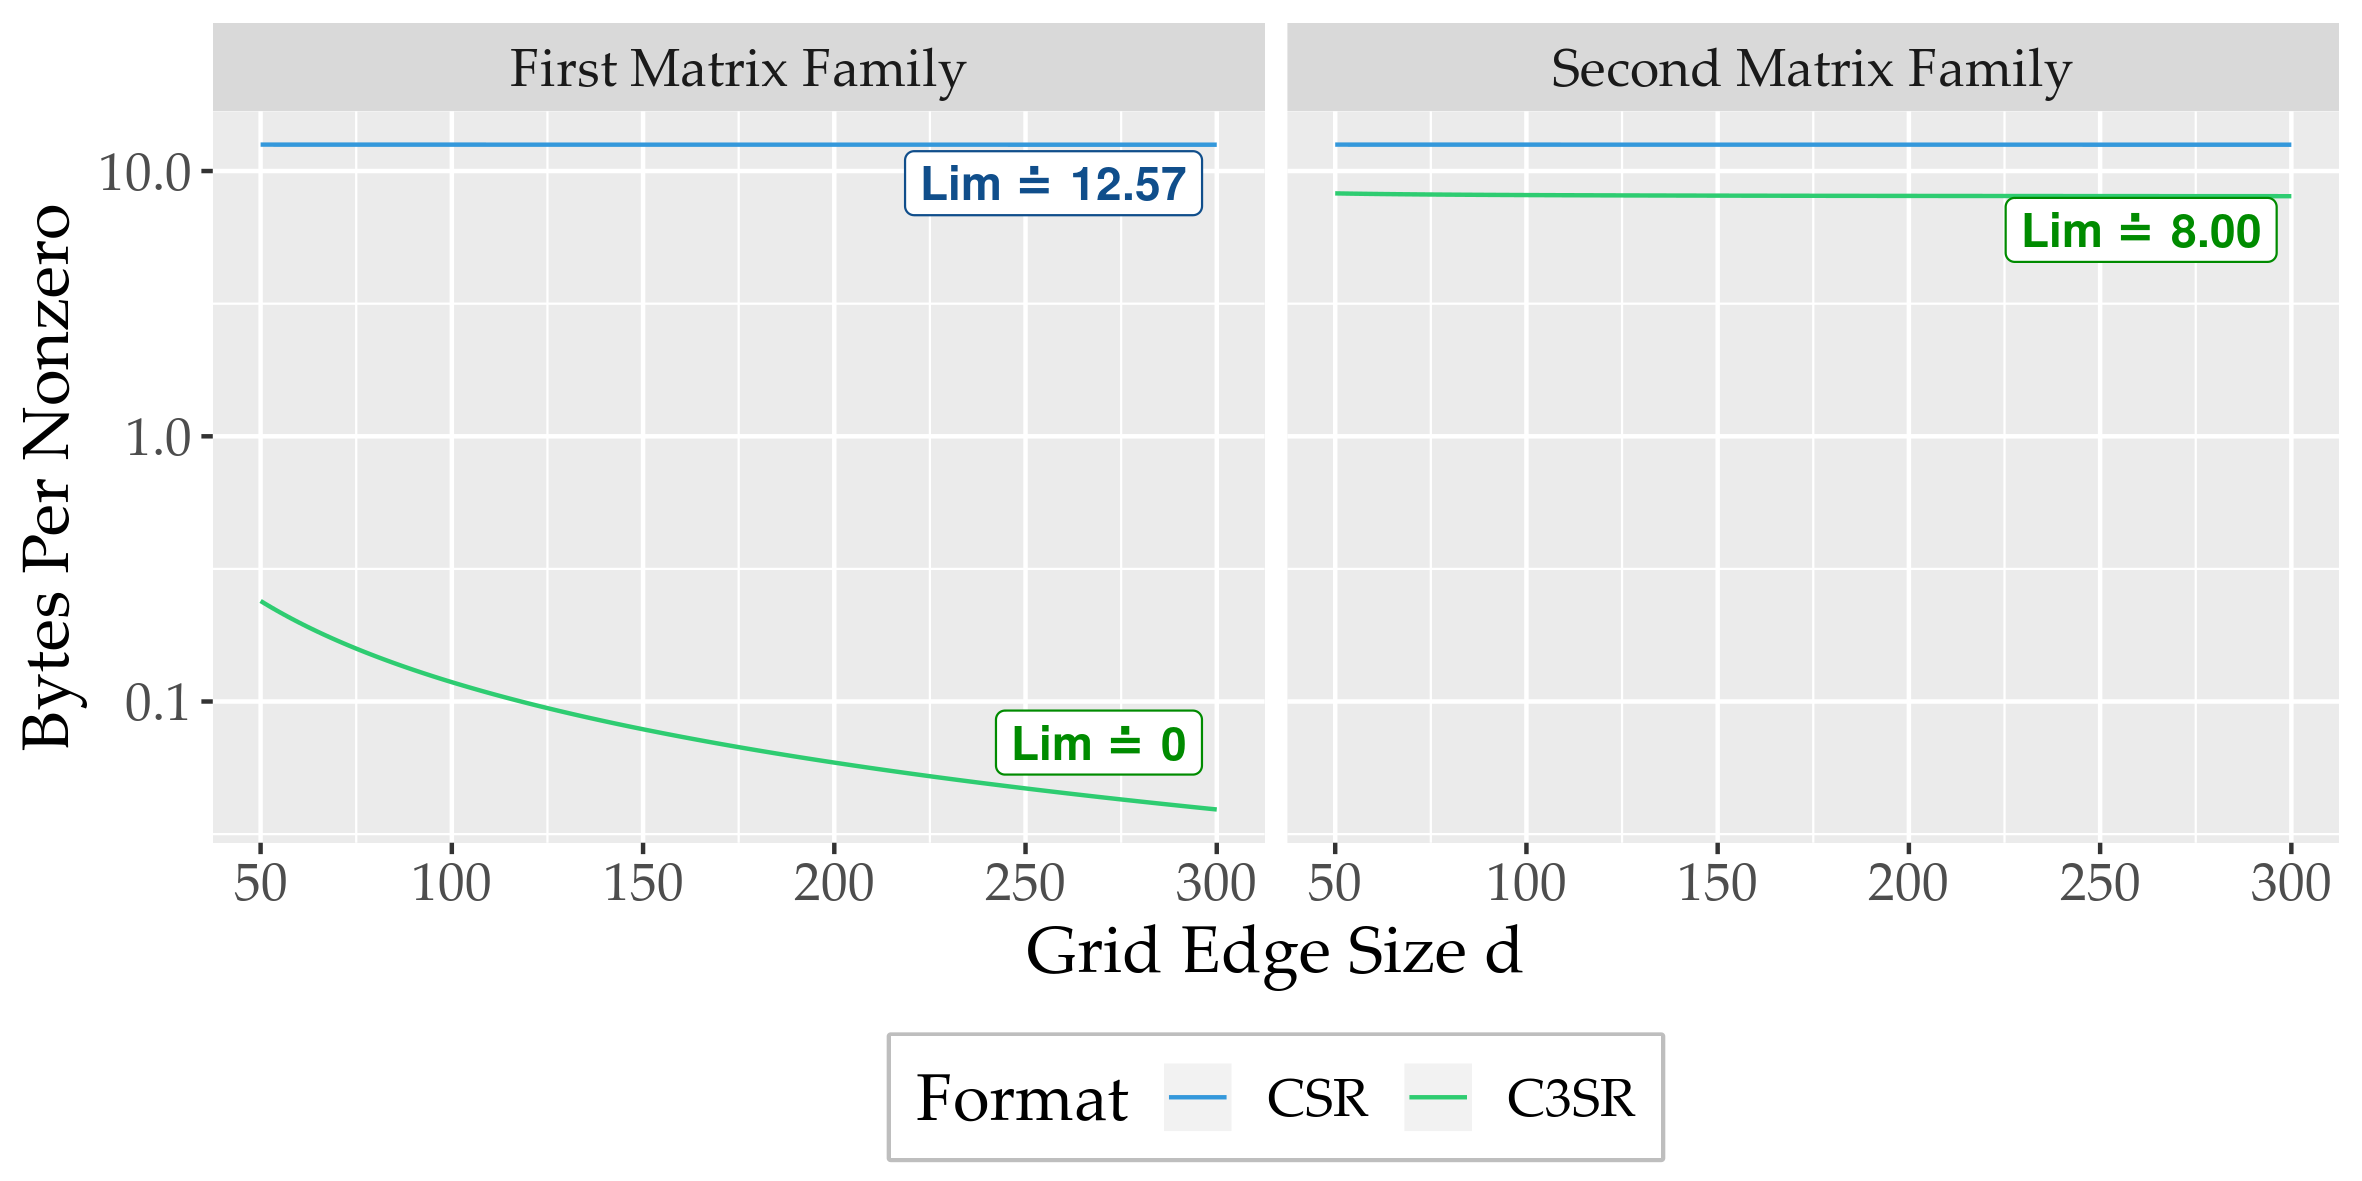 First Matrix Family
Second Matrix Family
Bytes Per Nonzero
10.0
1.0
0.1
Lim ≐ 12.57
Lim ≐ 0
Lim ≐ 8.00
50 100 150 200 250 300
50 100 150 200 250 300
Grid Edge Size d
Format CSR C3SR